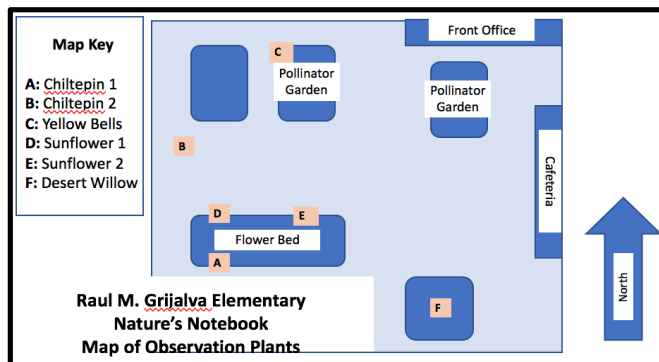 Map Key
A: Chiltepin 1
B: Chiltepin 2
C: Yellow Bells
D: Sunflower 1
E: Sunflower 2
F: Desert Willow
Front Office
C
Pollinator
Garden
Pollinator
Garden
B
Cafeteria
D
E
Flower Bed
A
F
North
Raul M. Grijalva Elementary
Nature's Notebook
Map of Observation Plants